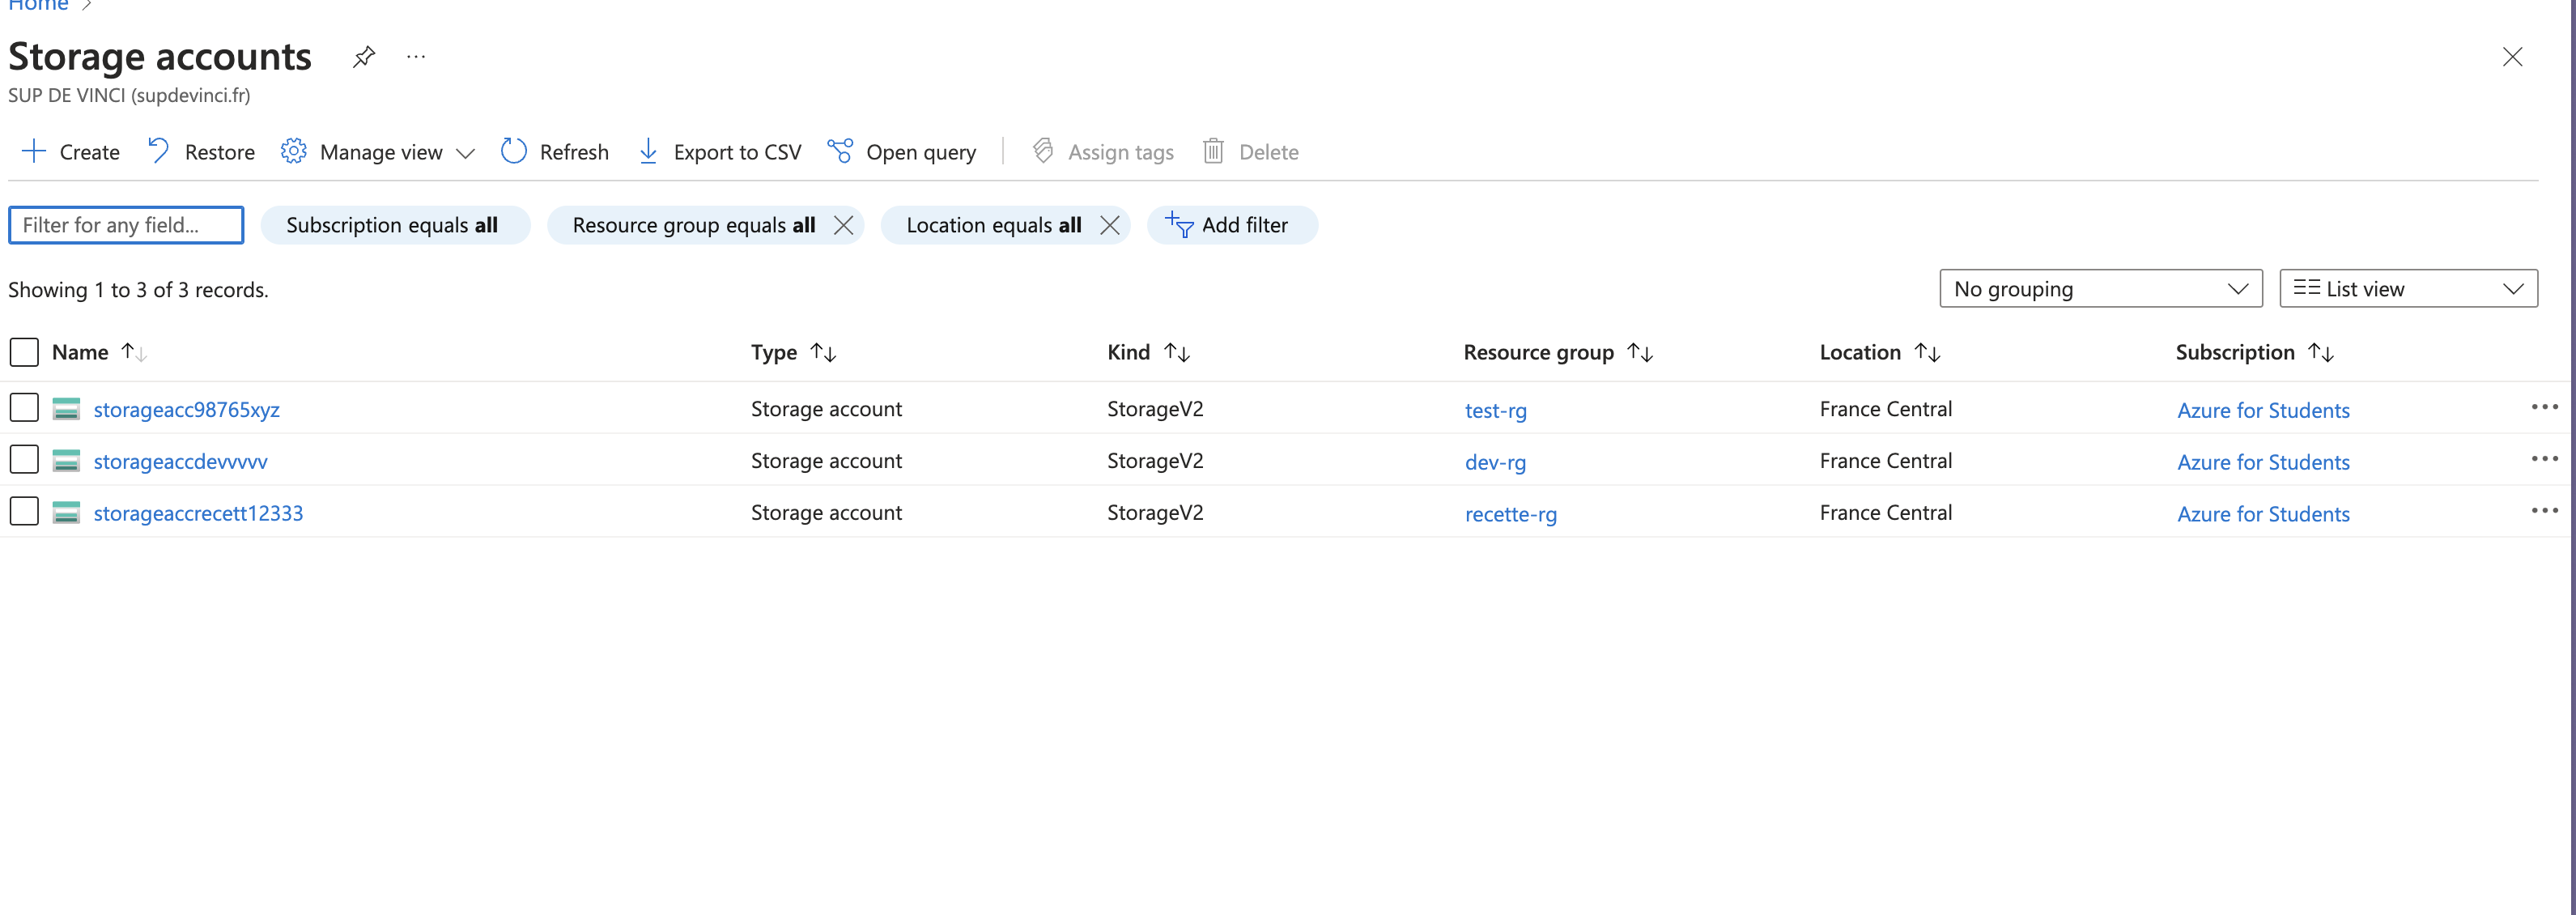 Home
Storage accounts
SUP DE VINCI (supdevinci.fr)
Create Restore Manage view Refresh Export to CSV Open query Assign tags Delete
Filter for any field... Subscription equals all Resource group equals all Location equals all Add filter
Showing 1 to 3 of 3 records. No grouping List view
Name Type Kind Resource group Location Subscription
storageacc98765xyz Storage account StorageV2 test-rg France Central Azure for Students
storageaccdevvvvv Storage account StorageV2 dev-rg France Central Azure for Students
storageaccrecett12333 Storage account StorageV2 recette-rg France Central Azure for Students